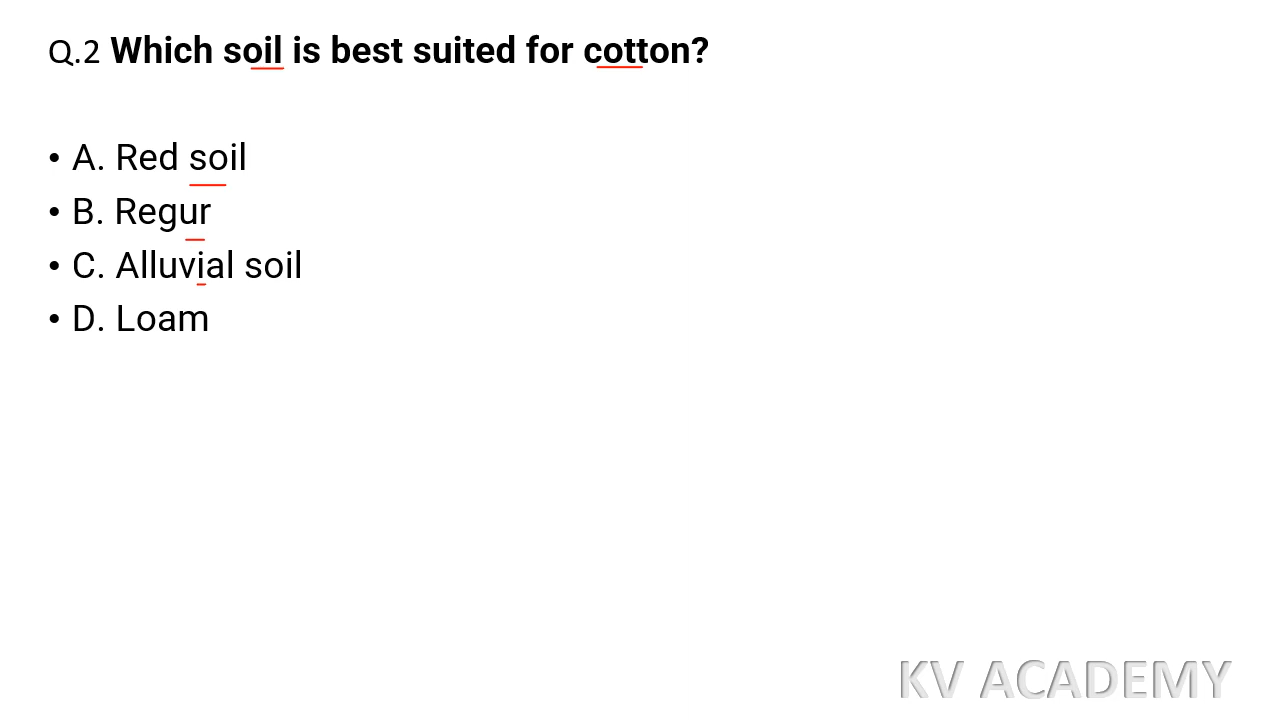 Q.2 Which soil is best suited for cotton?
• A. Red soil
• B. Regur
• C. Alluvial soil
• D. Loam
KV ACADEMY